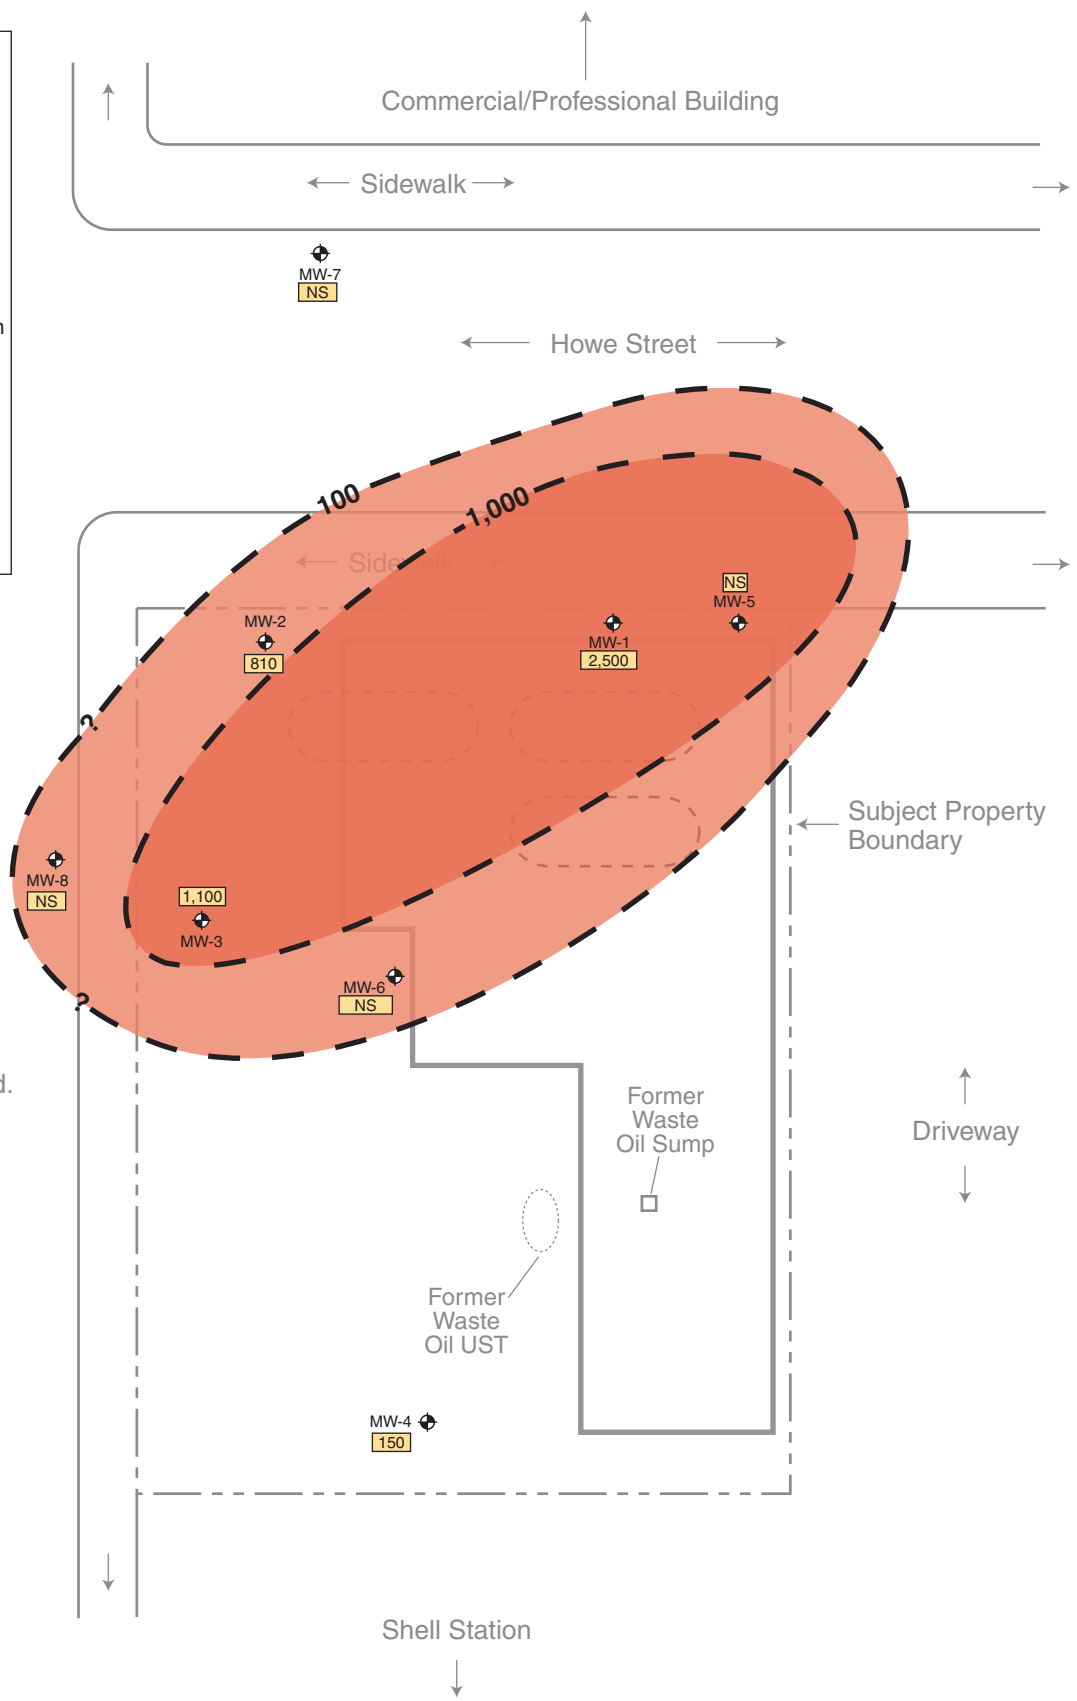 Commercial/Professional Building
Sidewalk
MW-7
NS
n
Howe Street
100
1,000
Sidewalk
NS
MW-5
MW-2
810
MW-1
2,500
?
Subject Property
Boundary
MW-8
NS
1,100
MW-3
MW-6
NS
?
d.
Former
Waste
Oil Sump
Driveway
Former
Waste
Oil UST
MW-4
150
Shell Station